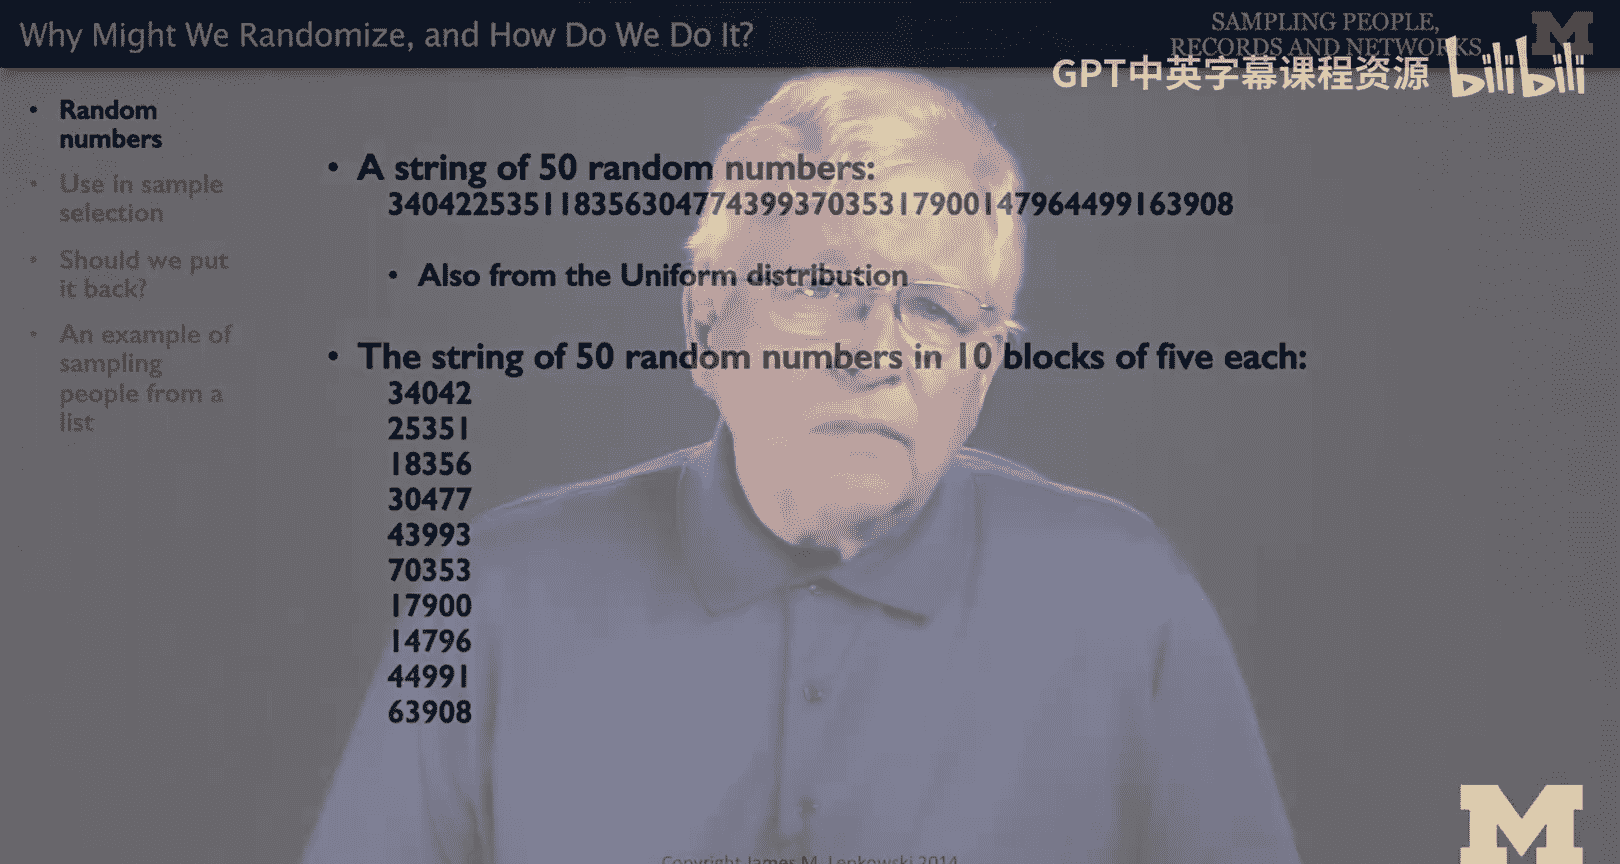 Why Might We Randomize, and How Do We Do It?
SAMPLING PEOPLE,
RECORDS AND NETWORKS
GPT中英字幕课程资源 bilibili
• Random
numbers
• Use in sample
selection
• Should we put
it back?
• An example of
sampling
people from a
list
• A string of 50 random numbers:
34042253511835630477439937035317900147964499163908
• Also from the Uniform distribution
• The string of 50 random numbers in 10 blocks of five each:
34042
25351
18356
30477
43993
70353
17900
14796
44991
63908
M
Copyright James M. Lepkowski 2014